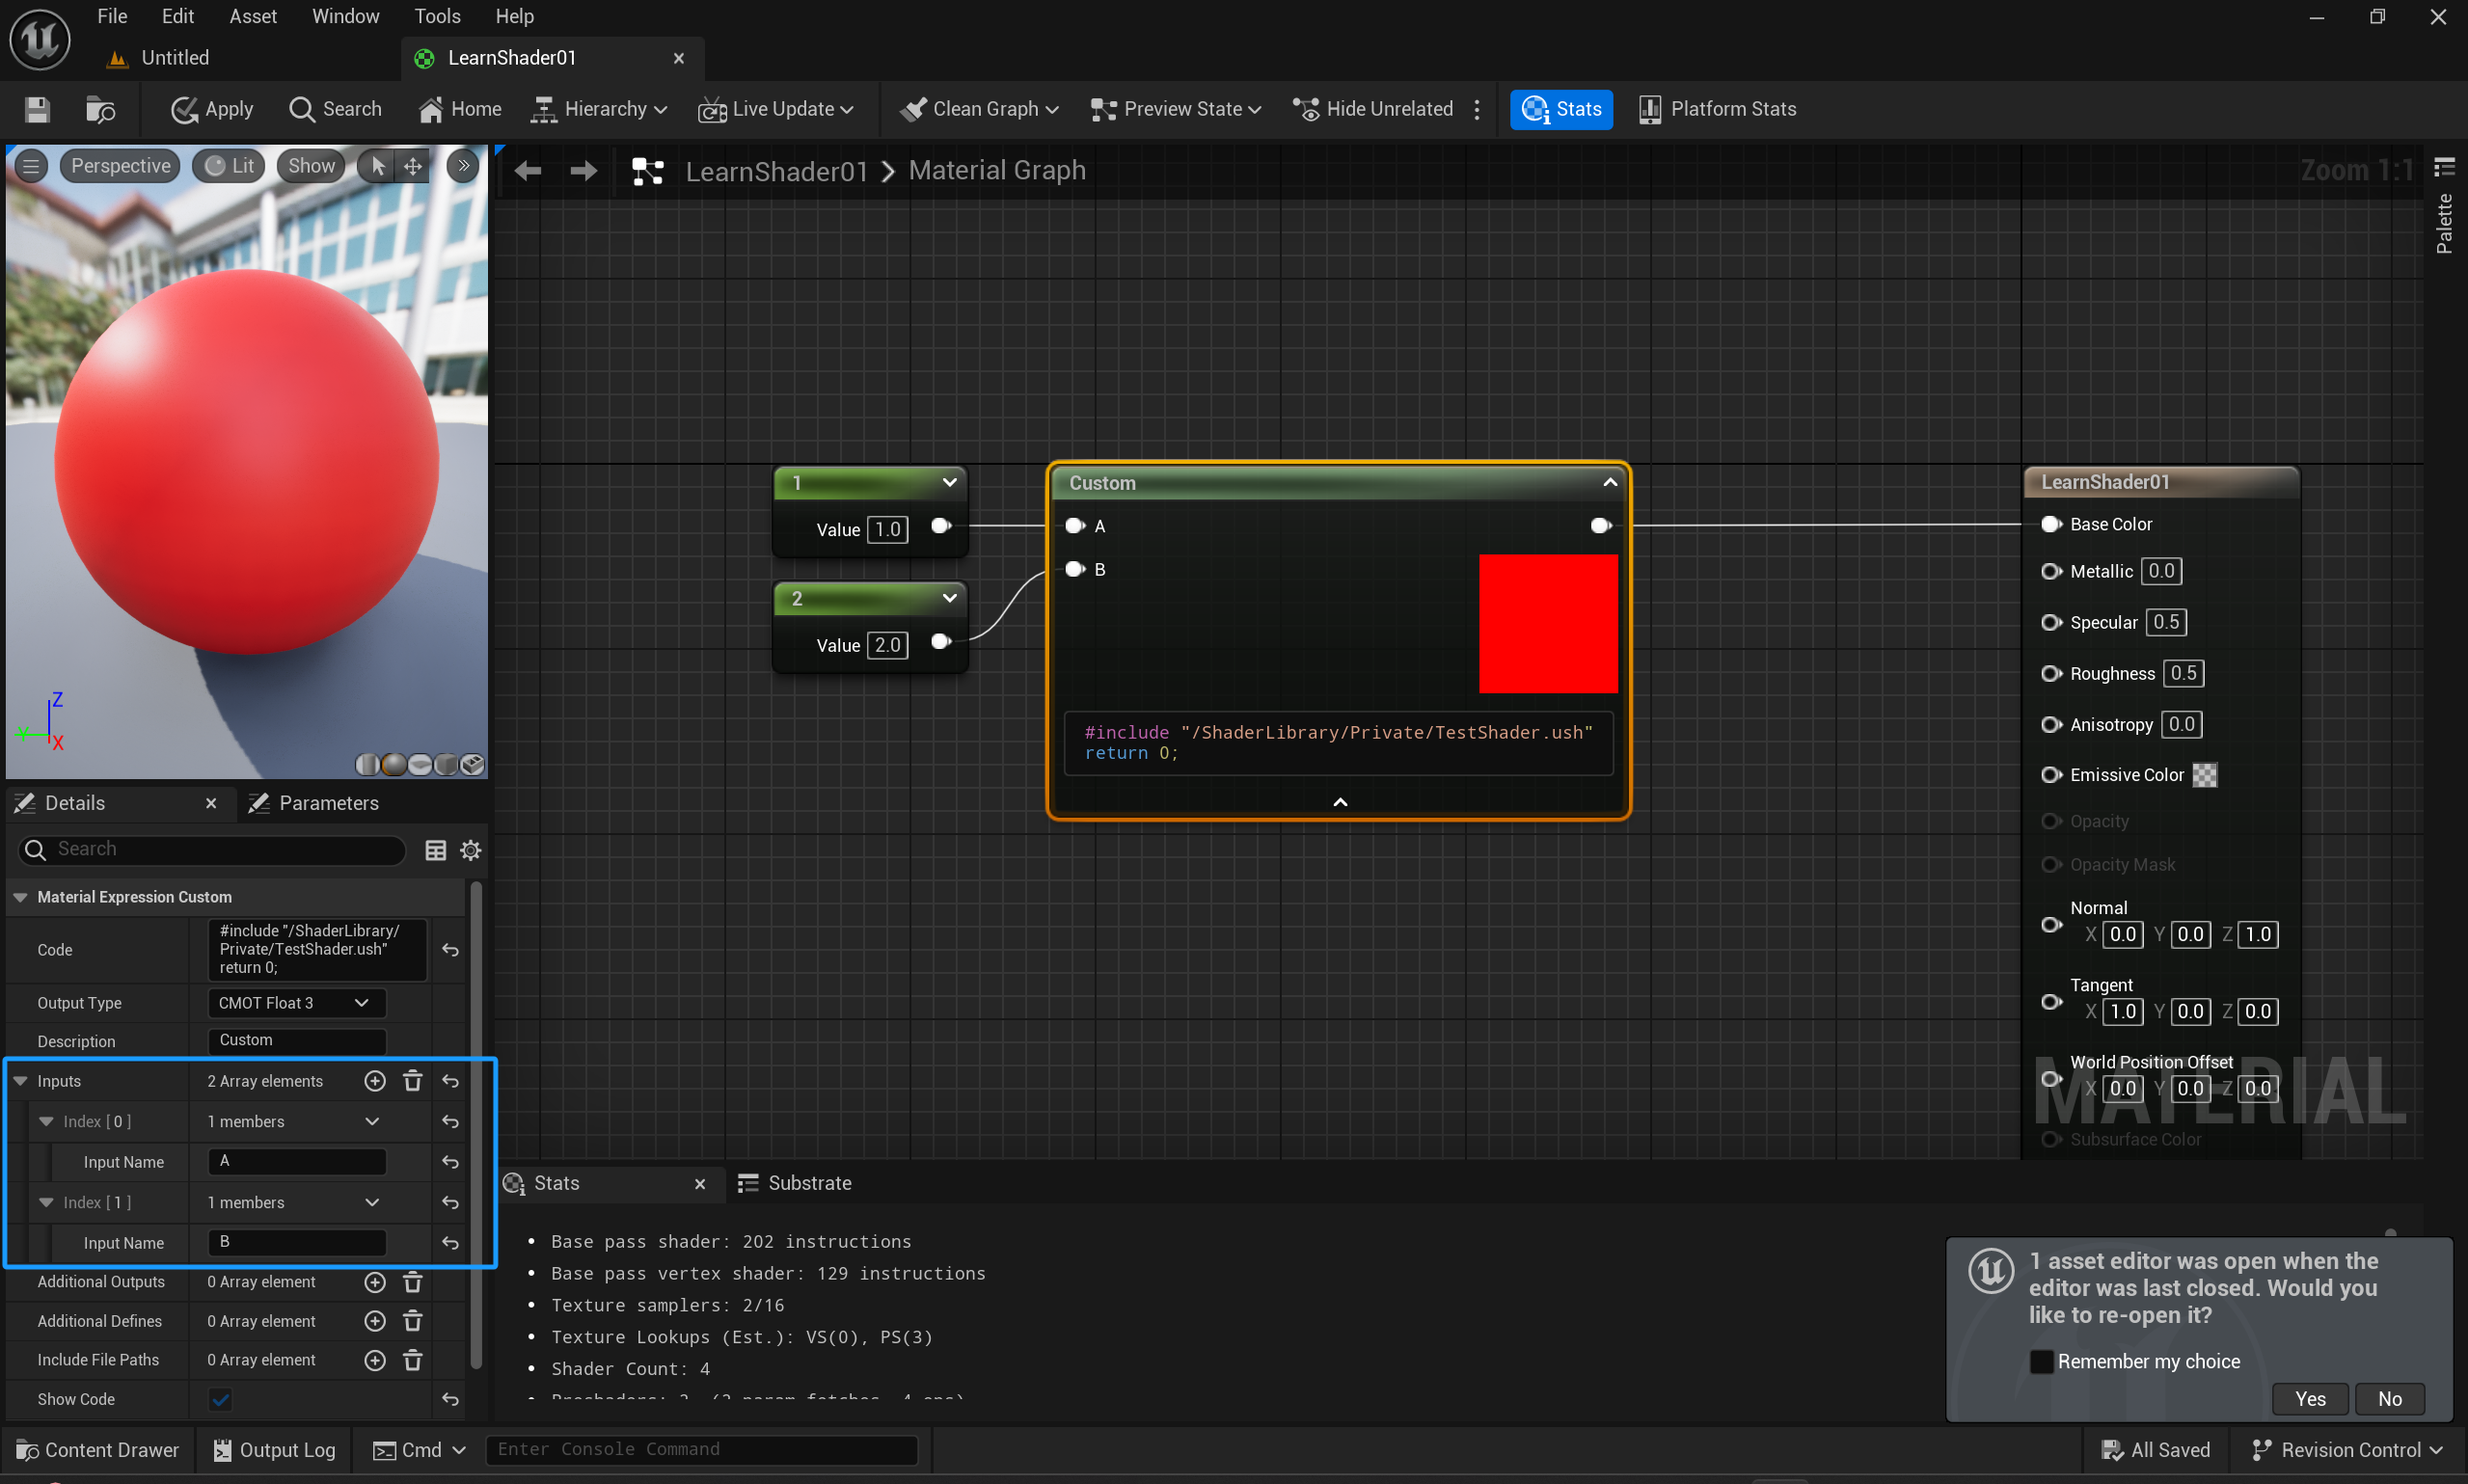 File Edit Asset Window Tools Help
Untitled
LearnShader01
Apply Search Home Hierarchy Live Update Clean Graph Preview State Hide Unrelated Stats Platform Stats
Perspective Lit Show
LearnShader01 > Material Graph
Zoom 1:1
Palette
1
Value 1.0
2
Value 2.0
Custom
A
B
#include "/ShaderLibrary/Private/TestShader.ush"
return 0;
LearnShader01
Base Color
Metallic 0.0
Specular 0.5
Roughness 0.5
Anisotropy 0.0
Emissive Color
Opacity
Opacity Mask
Normal
X 0.0 Y 0.0 Z 1.0
Tangent
X 1.0 Y 0.0 Z 0.0
World Position Offset
X 0.0 Y 0.0 Z 0.0
Subsurface Color
MATERIAL
Z
Y
X
Details Parameters
Search
Material Expression Custom
Code
#include "/ShaderLibrary/
Private/TestShader.ush"
return 0;
Output Type CMOT Float 3
Description Custom
Inputs 2 Array elements
Index [ 0 ] 1 members
Input Name A
Index [ 1 ] 1 members
Input Name B
Additional Outputs 0 Array element
Additional Defines 0 Array element
Include File Paths 0 Array element
Show Code
Stats Substrate
• Base pass shader: 202 instructions
• Base pass vertex shader: 129 instructions
• Texture samplers: 2/16
• Texture Lookups (Est.): VS(0), PS(3)
• Shader Count: 4
1 asset editor was open when the
editor was last closed. Would you
like to re-open it?
Remember my choice
Yes No
Content Drawer Output Log Cmd Enter Console Command All Saved Revision Control